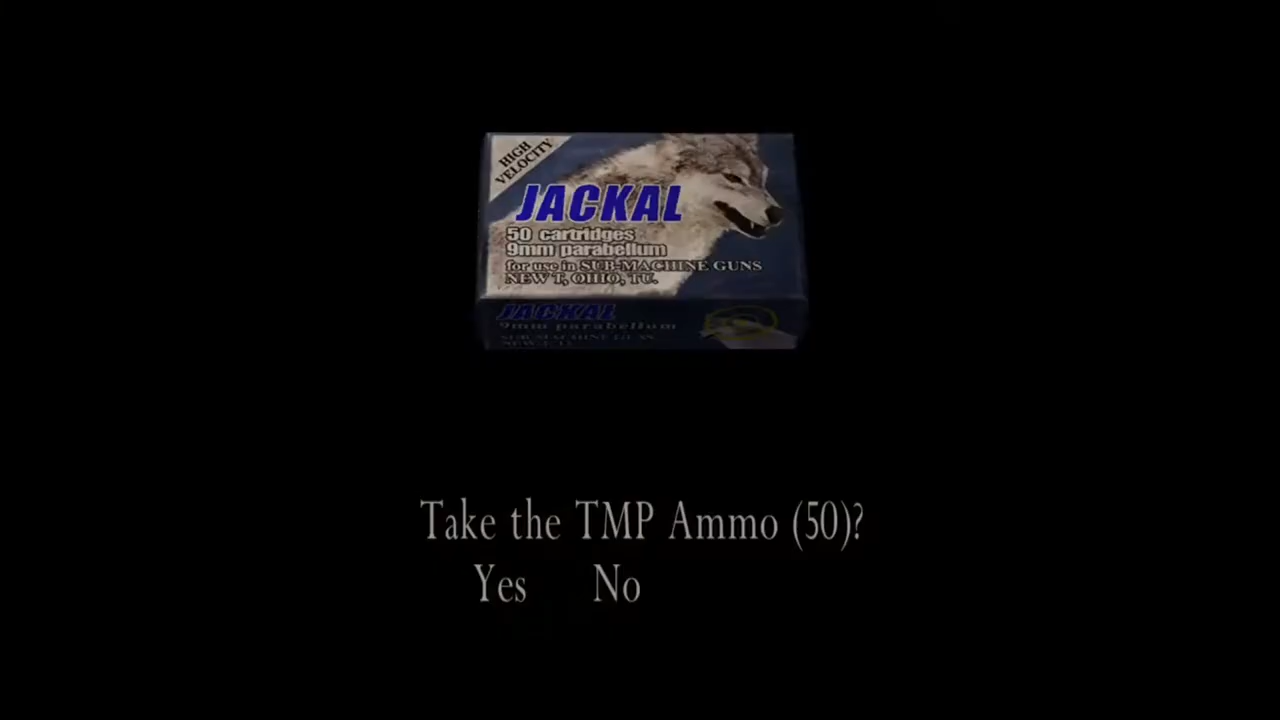 HIGH
VELOCITY
JACKAL
50 cartridges
9mm parabellum
for use in SUB-MACHINE GUNS
NEW T, OHIO, TU.
JACKAL
9mm parabellum
Take the TMP Ammo (50)?
Yes No